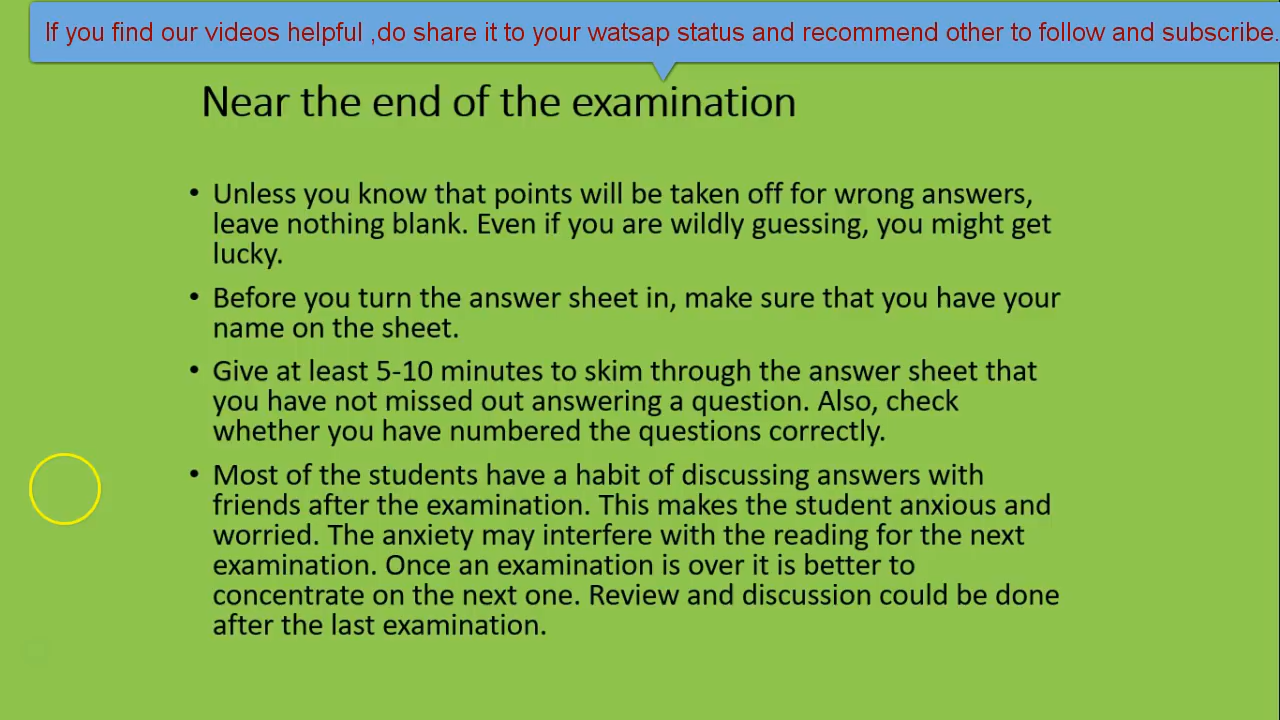 If you find our videos helpful ,do share it to your watsap status and recommend other to follow and subscribe.
Near the end of the examination
• Unless you know that points will be taken off for wrong answers,
leave nothing blank. Even if you are wildly guessing, you might get
lucky.
• Before you turn the answer sheet in, make sure that you have your
name on the sheet.
• Give at least 5-10 minutes to skim through the answer sheet that
you have not missed out answering a question. Also, check
whether you have numbered the questions correctly.
• Most of the students have a habit of discussing answers with
friends after the examination. This makes the student anxious and
worried. The anxiety may interfere with the reading for the next
examination. Once an examination is over it is better to
concentrate on the next one. Review and discussion could be done
after the last examination.